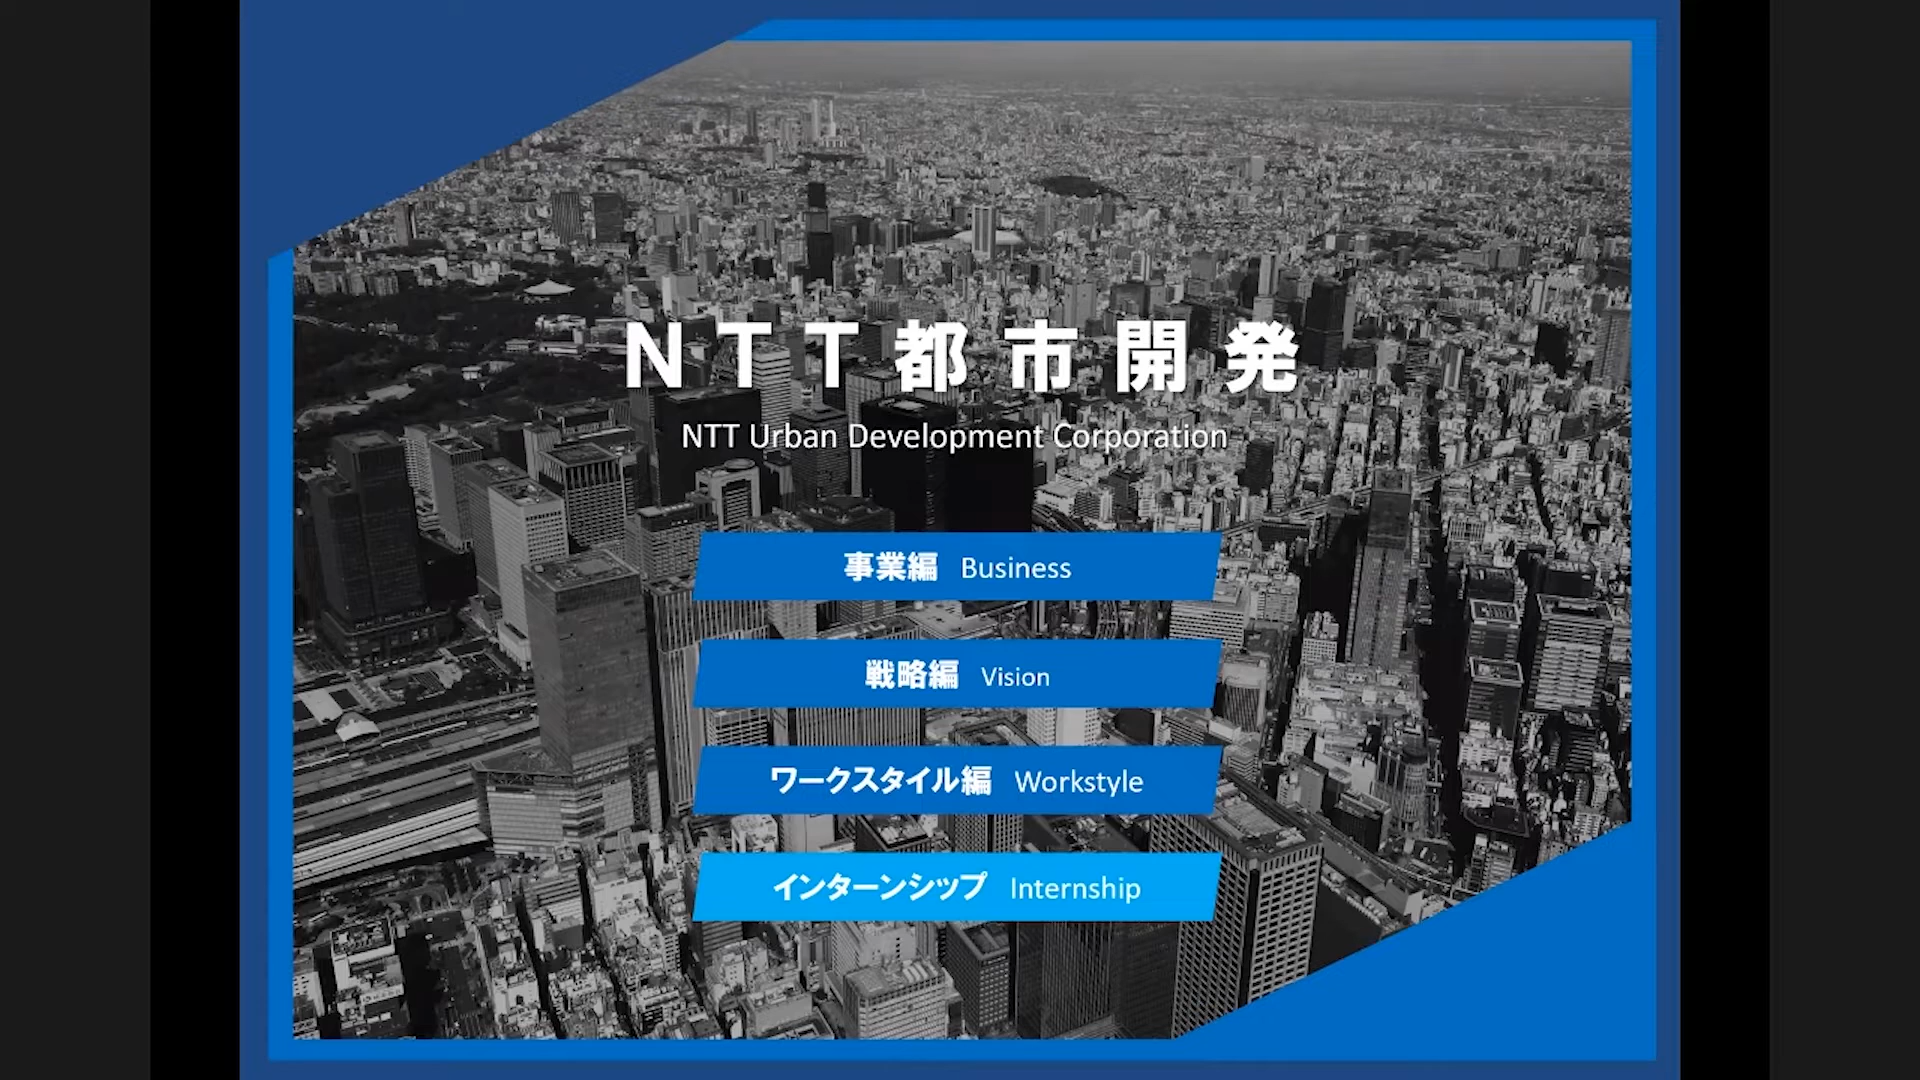 NTT都市開発
NTT Urban Development Corporation
事業編 Business
戦略編 Vision
ワークスタイル編 Workstyle
インターンシップ Internship